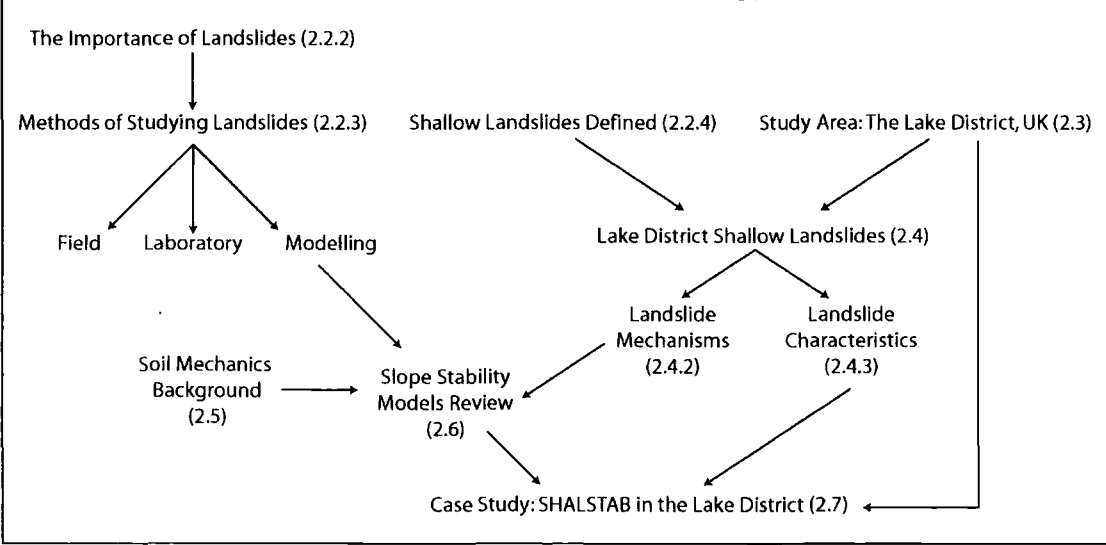 The Importance of Landslides (2.2.2)
Methods of Studying Landslides (2.2.3)
Shallow Landslides Defined (2.2.4)
Study Area: The Lake District, UK (2.3)
Field
Laboratory
Modelling
Lake District Shallow Landslides (2.4)
Landslide
Mechanisms
(2.4.2)
Landslide
Characteristics
(2.4.3)
Soil Mechanics
Background
(2.5)
Slope Stability
Models Review
(2.6)
Case Study: SHALSTAB in the Lake District (2.7)